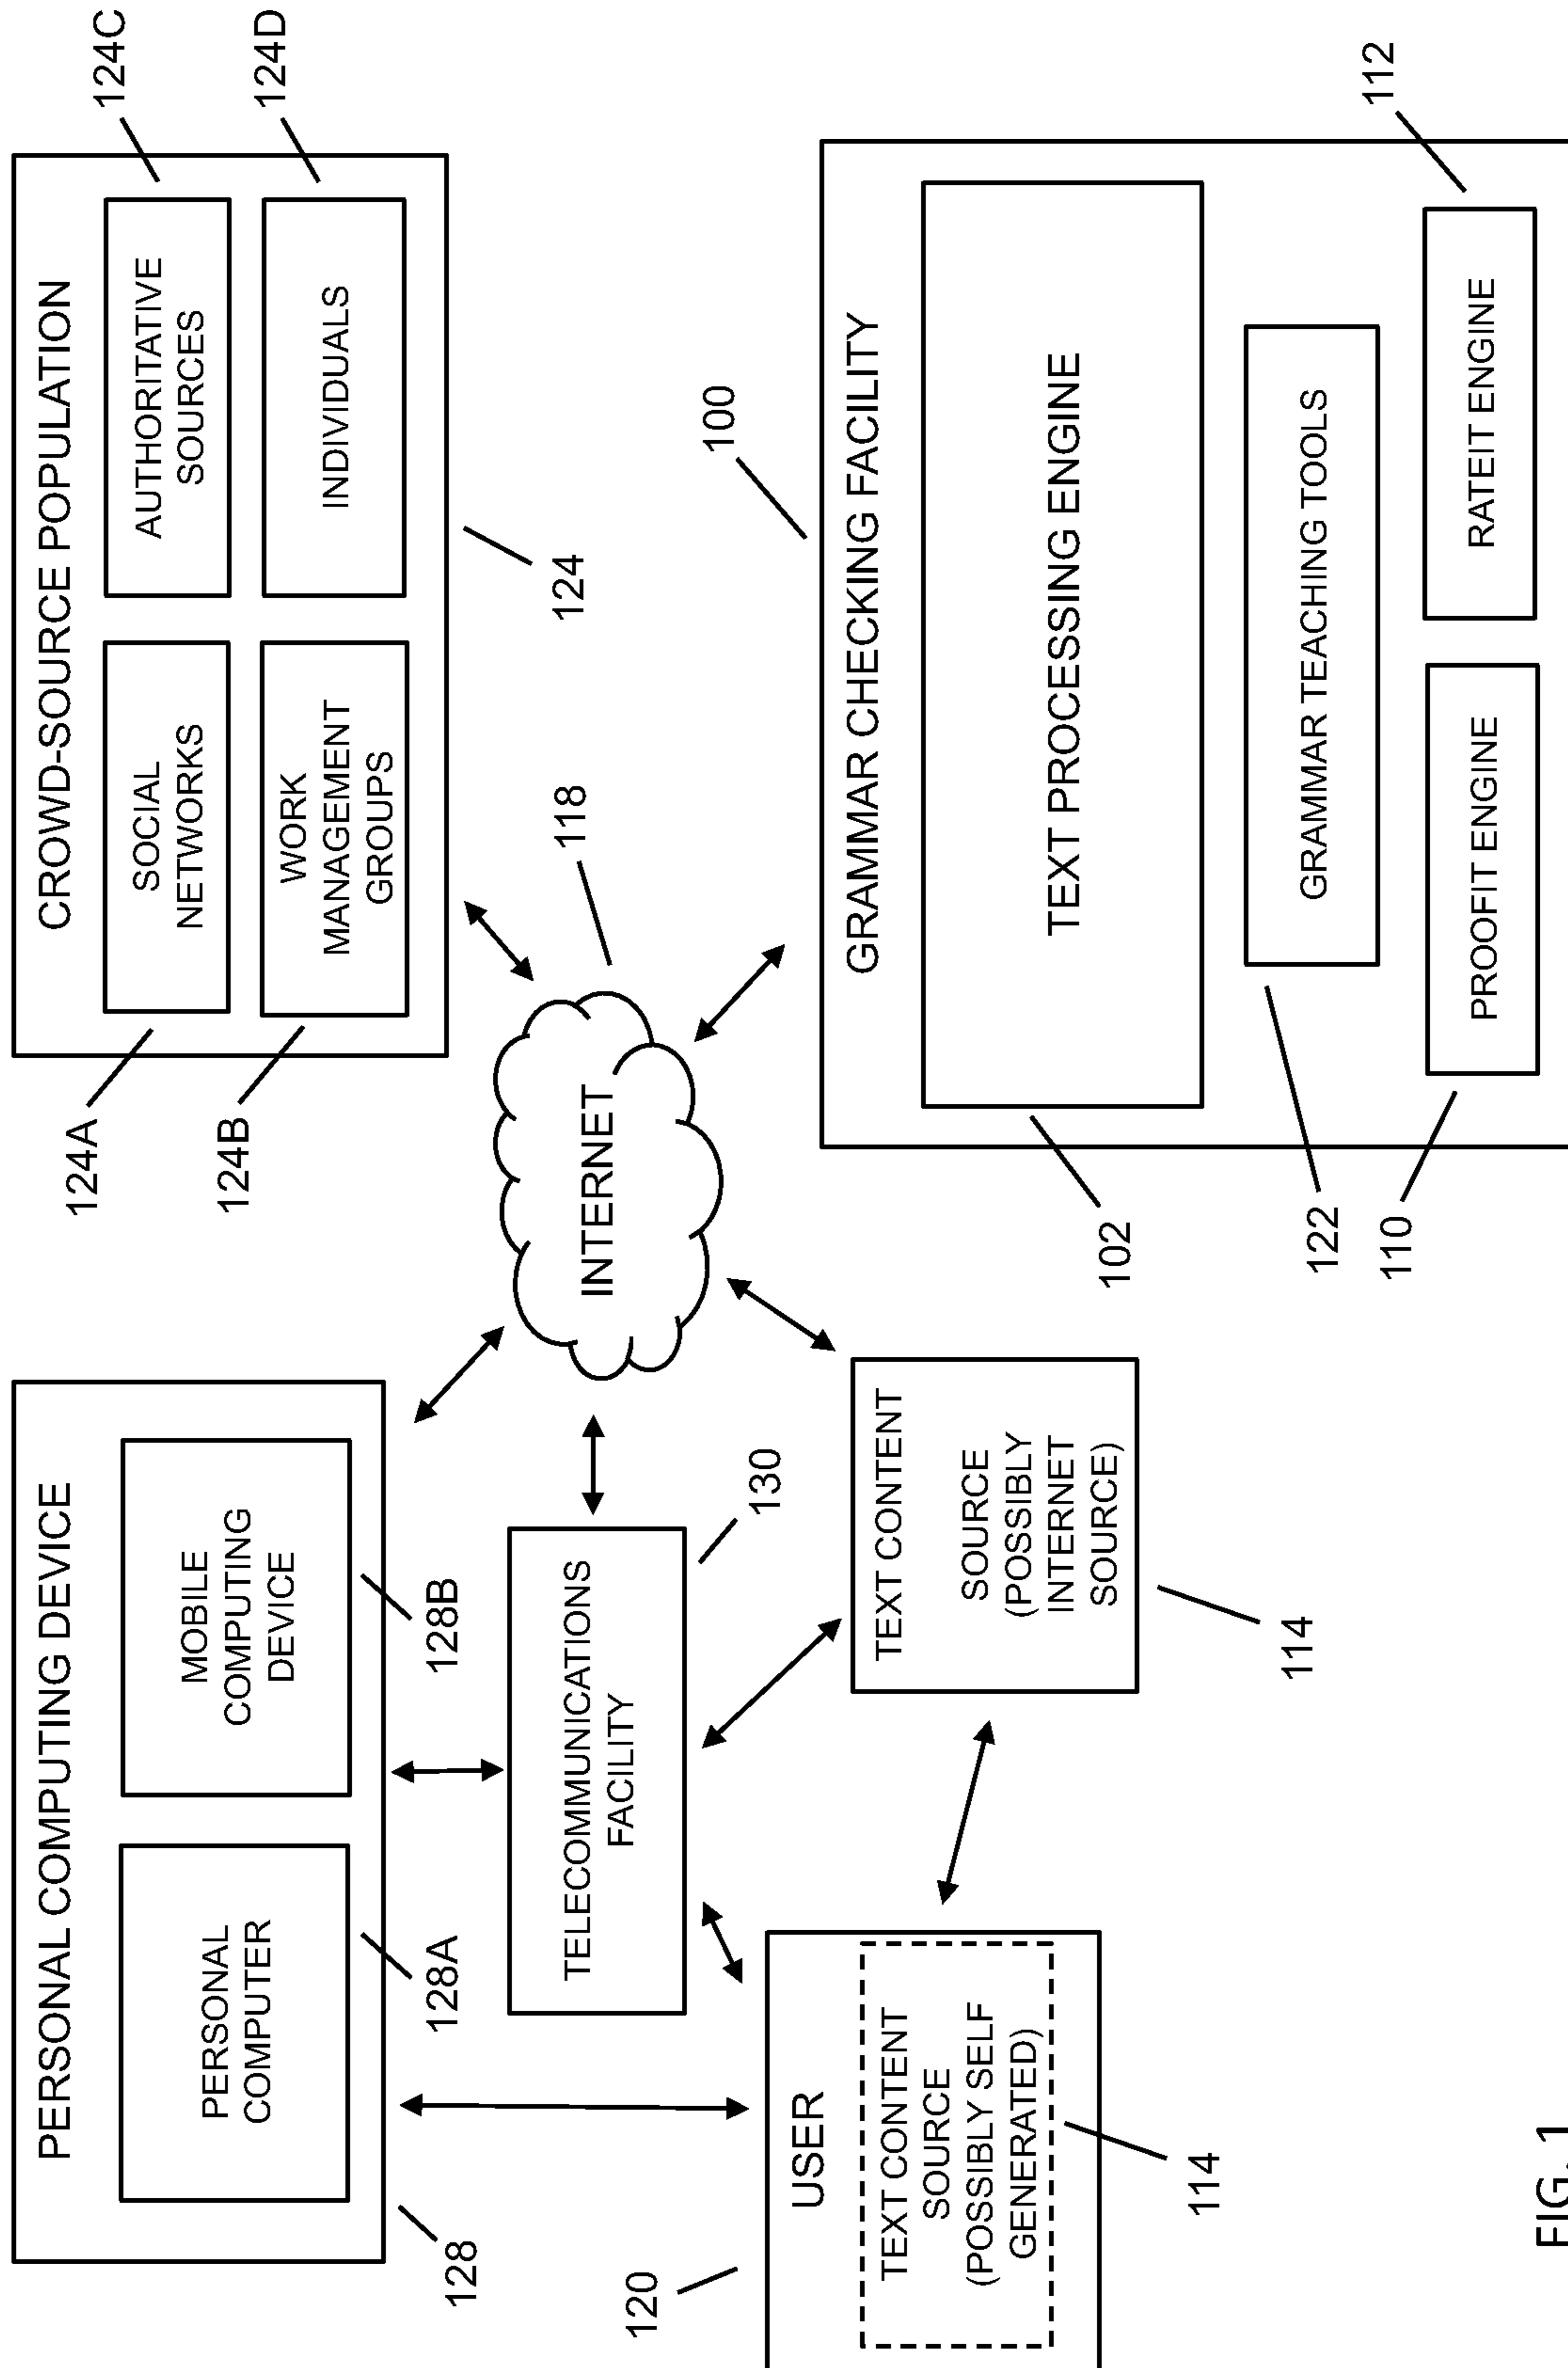 PERSONAL COMPUTING DEVICE
PERSONAL
COMPUTER
MOBILE
COMPUTING
DEVICE
128
128A
128B
CROWD-SOURCE POPULATION
SOCIAL
NETWORKS
AUTHORITATIVE
SOURCES
WORK
MANAGEMENT
GROUPS
INDIVIDUALS
124A
124B
124C
124D
124
TELECOMMUNICATIONS
FACILITY
130
INTERNET
118
USER
TEXT CONTENT
SOURCE
(POSSIBLY SELF
GENERATED)
120
114
TEXT CONTENT
SOURCE
(POSSIBLY
INTERNET
SOURCE)
114
100
GRAMMAR CHECKING FACILITY
TEXT PROCESSING ENGINE
102
GRAMMAR TEACHING TOOLS
122
PROOFIT ENGINE
110
RATEIT ENGINE
112
FIG. 1